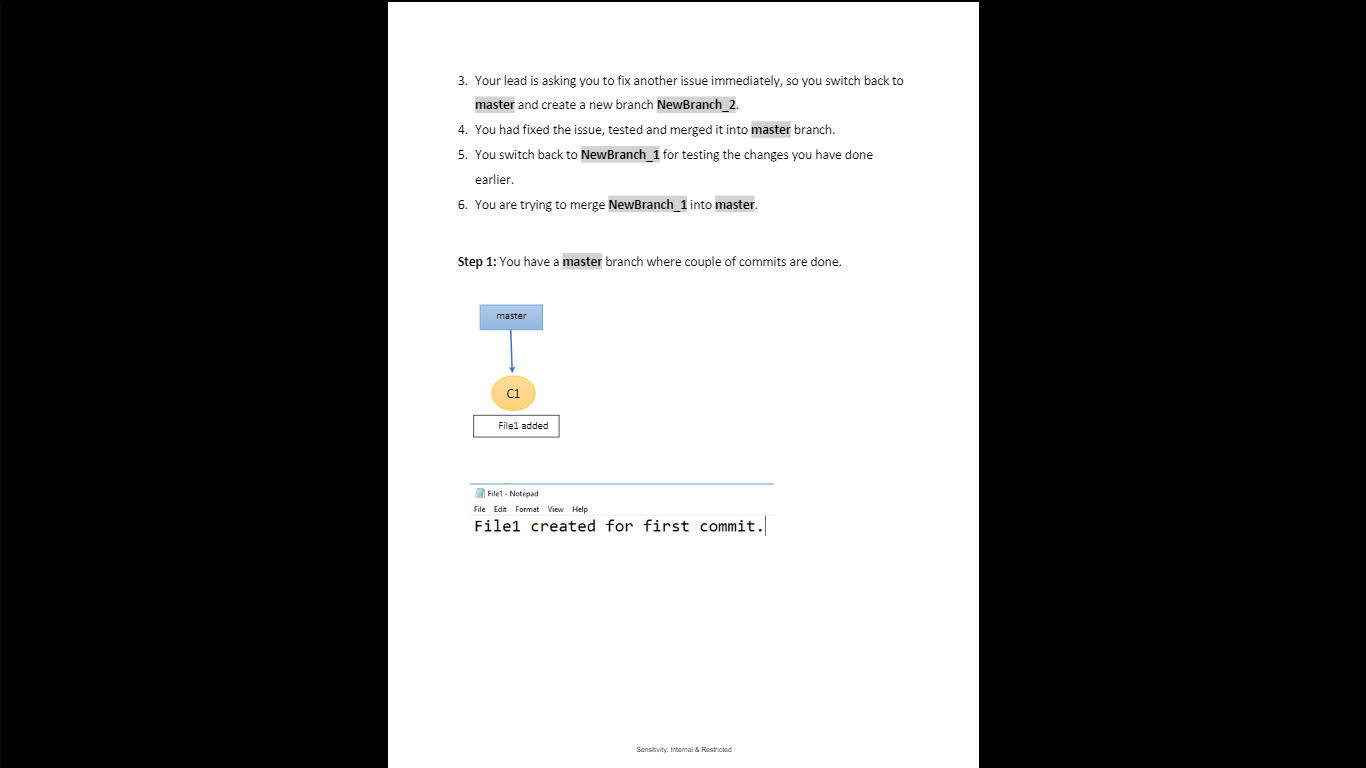 3. Your lead is asking you to fix another issue immediately, so you switch back to
master and create a new branch NewBranch_2.
4. You had fixed the issue, tested and merged it into master branch.
5. You switch back to NewBranch_1 for testing the changes you have done
earlier.
6. You are trying to merge NewBranch_1 into master.
Step 1: You have a master branch where couple of commits are done.
master
C1
File1 added
File1 - Notepad
File Edit Format View Help
File1 created for first commit.
Sensitivity: Internal & Restricted